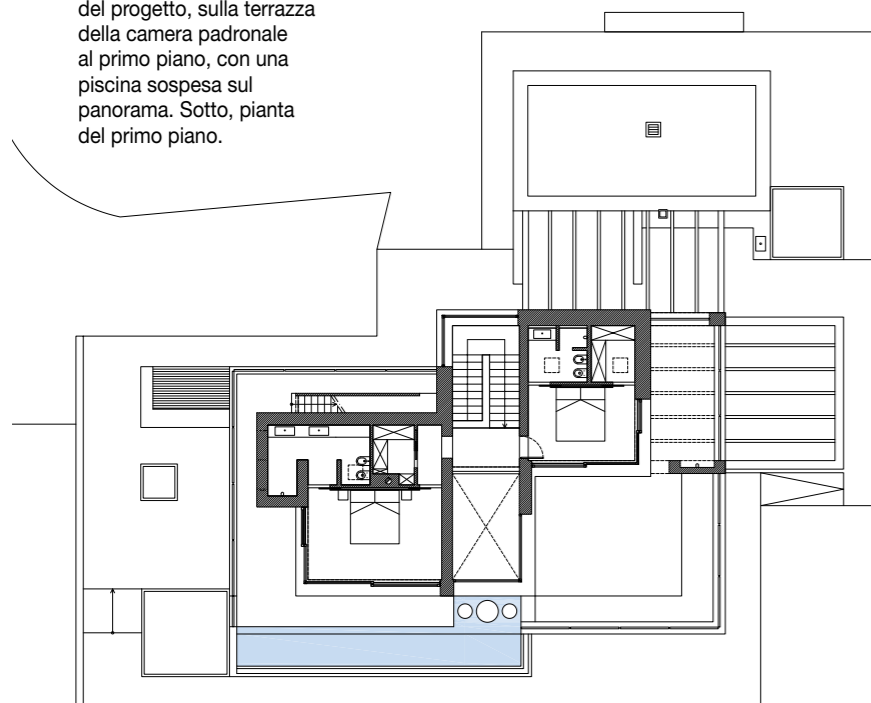 del progetto, sulla terrazza
della camera padronale
al primo piano, con una
piscina sospesa sul
panorama. Sotto, pianta
del primo piano.